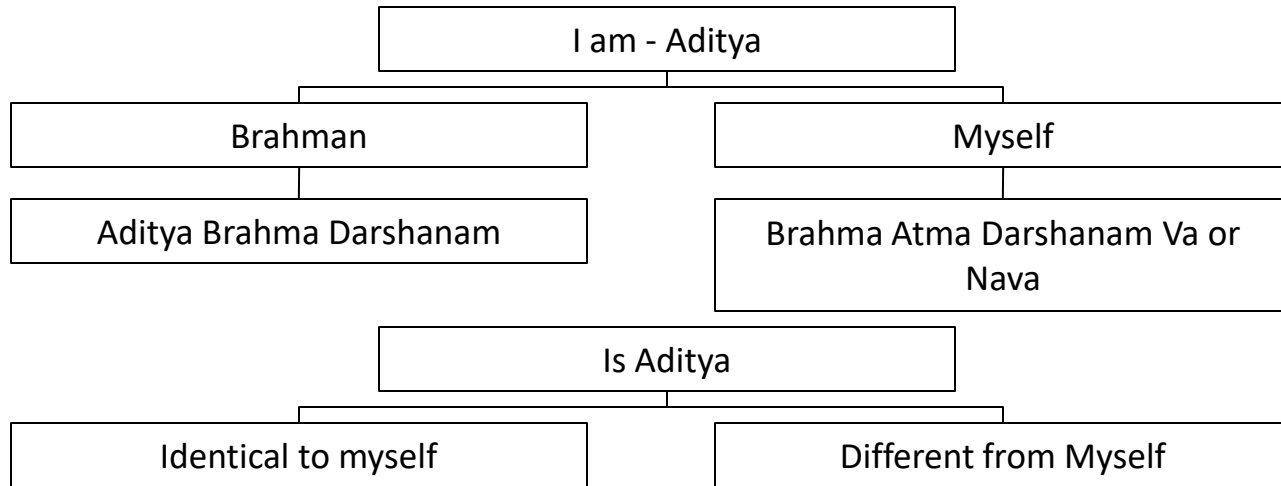 I am - Aditya
Brahman
Myself
Aditya Brahma Darshanam
Brahma Atma Darshanam Va or
Nava
Is Aditya
Identical to myself
Different from Myself